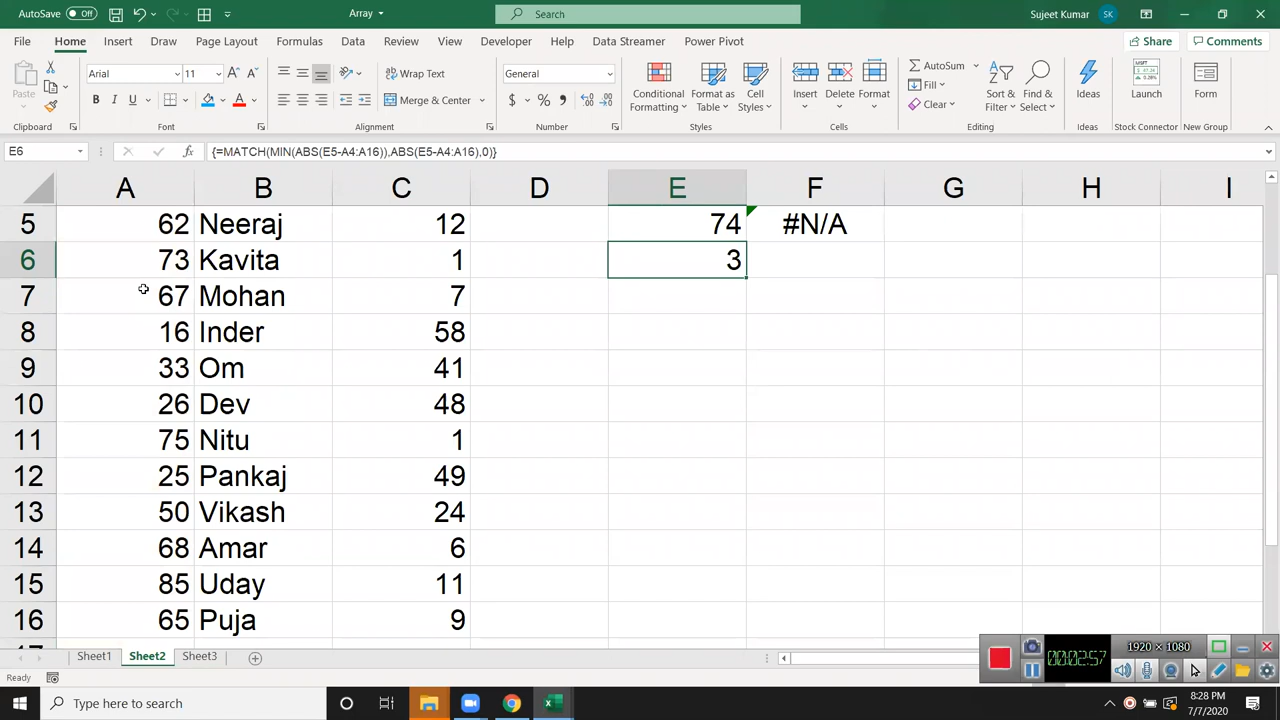 AutoSave Off Array Search Sujeet Kumar SK
File Home Insert Draw Page Layout Formulas Data Review View Developer Help Data Streamer Power Pivot Share Comments
Paste Arial 11 Wrap Text General Conditional Formatting Format as Table Cell Styles Insert Delete Format AutoSum Fill Clear Sort & Filter Find & Select Ideas Launch Form
B I U Merge & Center $ % ,
Clipboard Font Alignment Number Styles Cells Editing Ideas Stock Connector New Group
E6 fx {=MATCH(MIN(ABS(E5-A4:A16)),ABS(E5-A4:A16),0)}
A B C D E F G H I
5 62 Neeraj 12 74 #N/A
6 73 Kavita 1 3
7 67 Mohan 7
8 16 Inder 58
9 33 Om 41
10 26 Dev 48
11 75 Nitu 1
12 25 Pankaj 49
13 50 Vikash 24
14 68 Amar 6
15 85 Uday 11
16 65 Puja 9
Sheet1 Sheet2 Sheet3
1920 × 1080
00:02:57
Ready
Type here to search
8:28 PM
7/7/2020